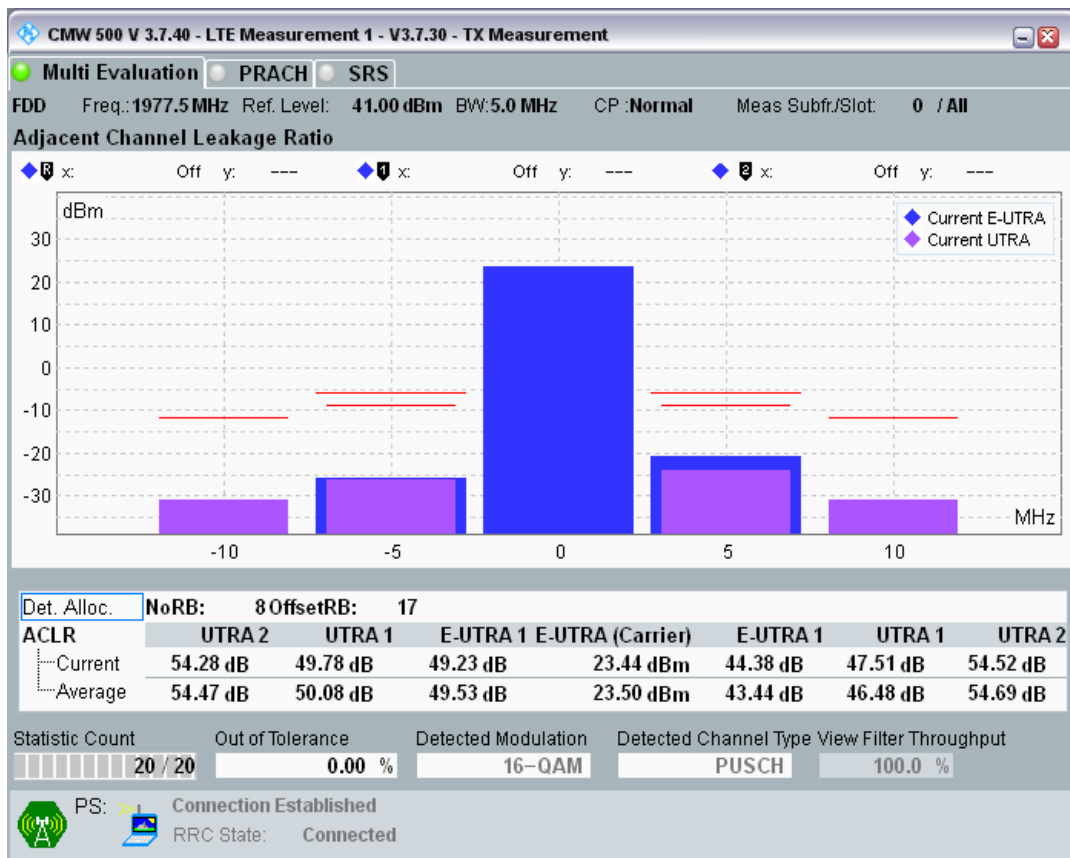 CMW 500 V 3.7.40 - LTE Measurement 1 - V3.7.30 - TX Measurement
Multi Evaluation PRACH SRS
FDD Freq.: 1977.5 MHz Ref. Level: 41.00 dBm BW: 5.0 MHz CP : Normal Meas Subfr./Slot: 0 / All
Adjacent Channel Leakage Ratio
R x: Off y: --- 1 x: Off y: --- 2 x: Off y: ---
dBm
Current E-UTRA
Current UTRA
30
20
10
0
-10
-20
-30
MHz
-10 -5 0 5 10
Det. Alloc. NoRB: 8 OffsetRB: 17
ACLR UTRA 2 UTRA 1 E-UTRA 1 E-UTRA (Carrier) E-UTRA 1 UTRA 1 UTRA 2
Current 54.28 dB 49.78 dB 49.23 dB 23.44 dBm 44.38 dB 47.51 dB 54.52 dB
Average 54.47 dB 50.08 dB 49.53 dB 23.50 dBm 43.44 dB 46.48 dB 54.69 dB
Statistic Count Out of Tolerance Detected Modulation Detected Channel Type View Filter Throughput
20 / 20 0.00 % 16-QAM PUSCH 100.0 %
PS: Connection Established
RRC State: Connected